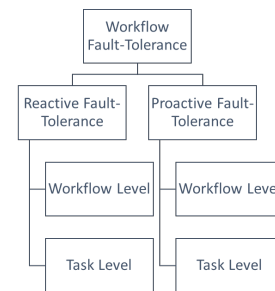 Workflow
Fault-Tolerance
Reactive Fault-
Tolerance
Proactive Fault-
Tolerance
Workflow Level
Workflow Leve
Task Level
Task Level